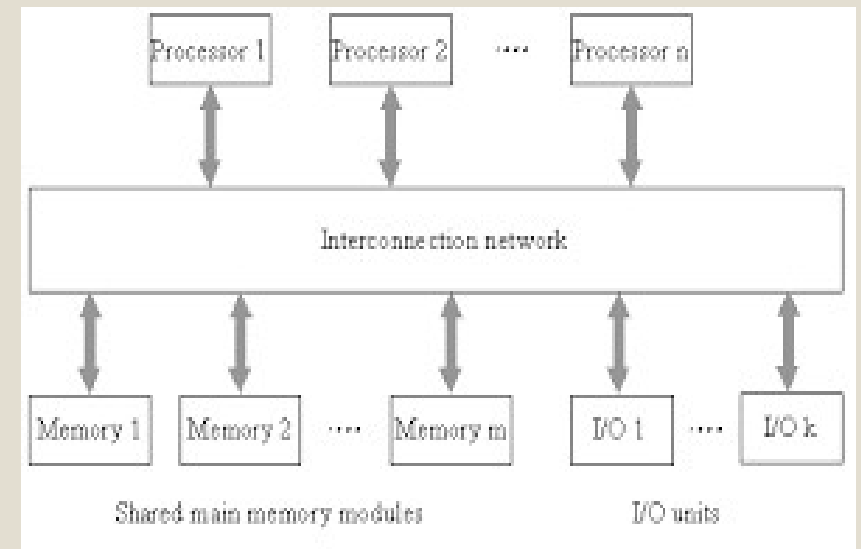 Processor 1 Processor 2 .... Processor n
Interconnection network
Memory 1 Memory 2 .... Memory m I/O 1 .... I/O k
Shared main memory modules I/O units